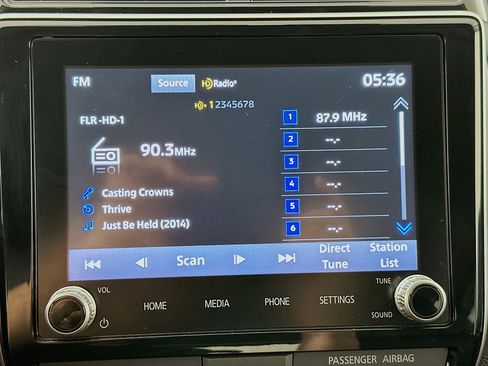 FM
Source
HD Radio
05:36
HD 12345678
FLR-HD-1
90.3MHz
Casting Crowns
Thrive
Just Be Held (2014)
1 87.9 MHz
2 --.-
3 --.-
4 --.-
5 --.-
6 --.-
Scan
Direct Tune
Station List
VOL
HOME
MEDIA
PHONE
SETTINGS
TUNE
SOUND
PASSENGER AIRBAG